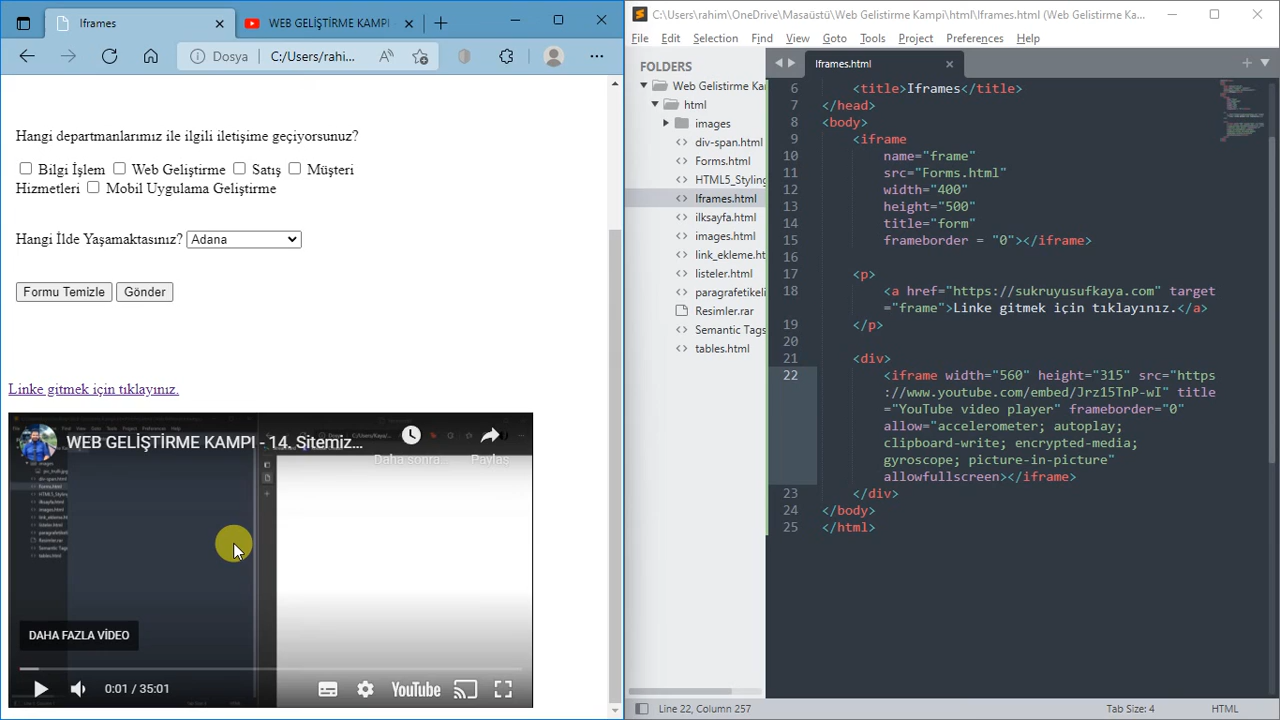 Iframes
WEB GELİŞTİRME KAMPI
Dosya
C:/Users/rahi...
Hangi departmanlarımız ile ilgili iletişime geçiyorsunuz?
Bilgi İşlem Web Geliştirme Satış Müşteri
Hizmetleri Mobil Uygulama Geliştirme
Hangi İlde Yaşamaktasınız? Adana
Formu Temizle Gönder
Linke gitmek için tıklayınız.
WEB GELİŞTİRME KAMPI - 14. Sitemiz...
Daha sonra... Paylaş
DAHA FAZLA VİDEO
0:01 / 35:01
YouTube
C:\Users\rahim\OneDrive\Masaüstü\Web Gelistirme Kampi\html\Iframes.html (Web Gelistirme Ka...
File Edit Selection Find View Goto Tools Project Preferences Help
FOLDERS
Web Gelistirme Ka
html
images
div-span.html
Forms.html
HTML5_Styling
Iframes.html
ilksayfa.html
images.html
link_ekleme.ht
listeler.html
paragrafetikeli
Resimler.rar
Semantic Tags
tables.html
Iframes.html
6 <title>Iframes</title>
7 </head>
8 <body>
9 <iframe
10 name="frame"
11 src="Forms.html"
12 width="400"
13 height="500"
14 title="form"
15 frameborder = "0"></iframe>
16
17 <p>
18 <a href="https://sukruyusufkaya.com" target
="frame">Linke gitmek için tıklayınız.</a>
19 </p>
20
21 <div>
22 <iframe width="560" height="315" src="https
://www.youtube.com/embed/Jrz15TnP-wI" title
="YouTube video player" frameborder="0"
allow="accelerometer; autoplay;
clipboard-write; encrypted-media;
gyroscope; picture-in-picture"
allowfullscreen></iframe>
23 </div>
24 </body>
25 </html>
Line 22, Column 257
Tab Size: 4
HTML